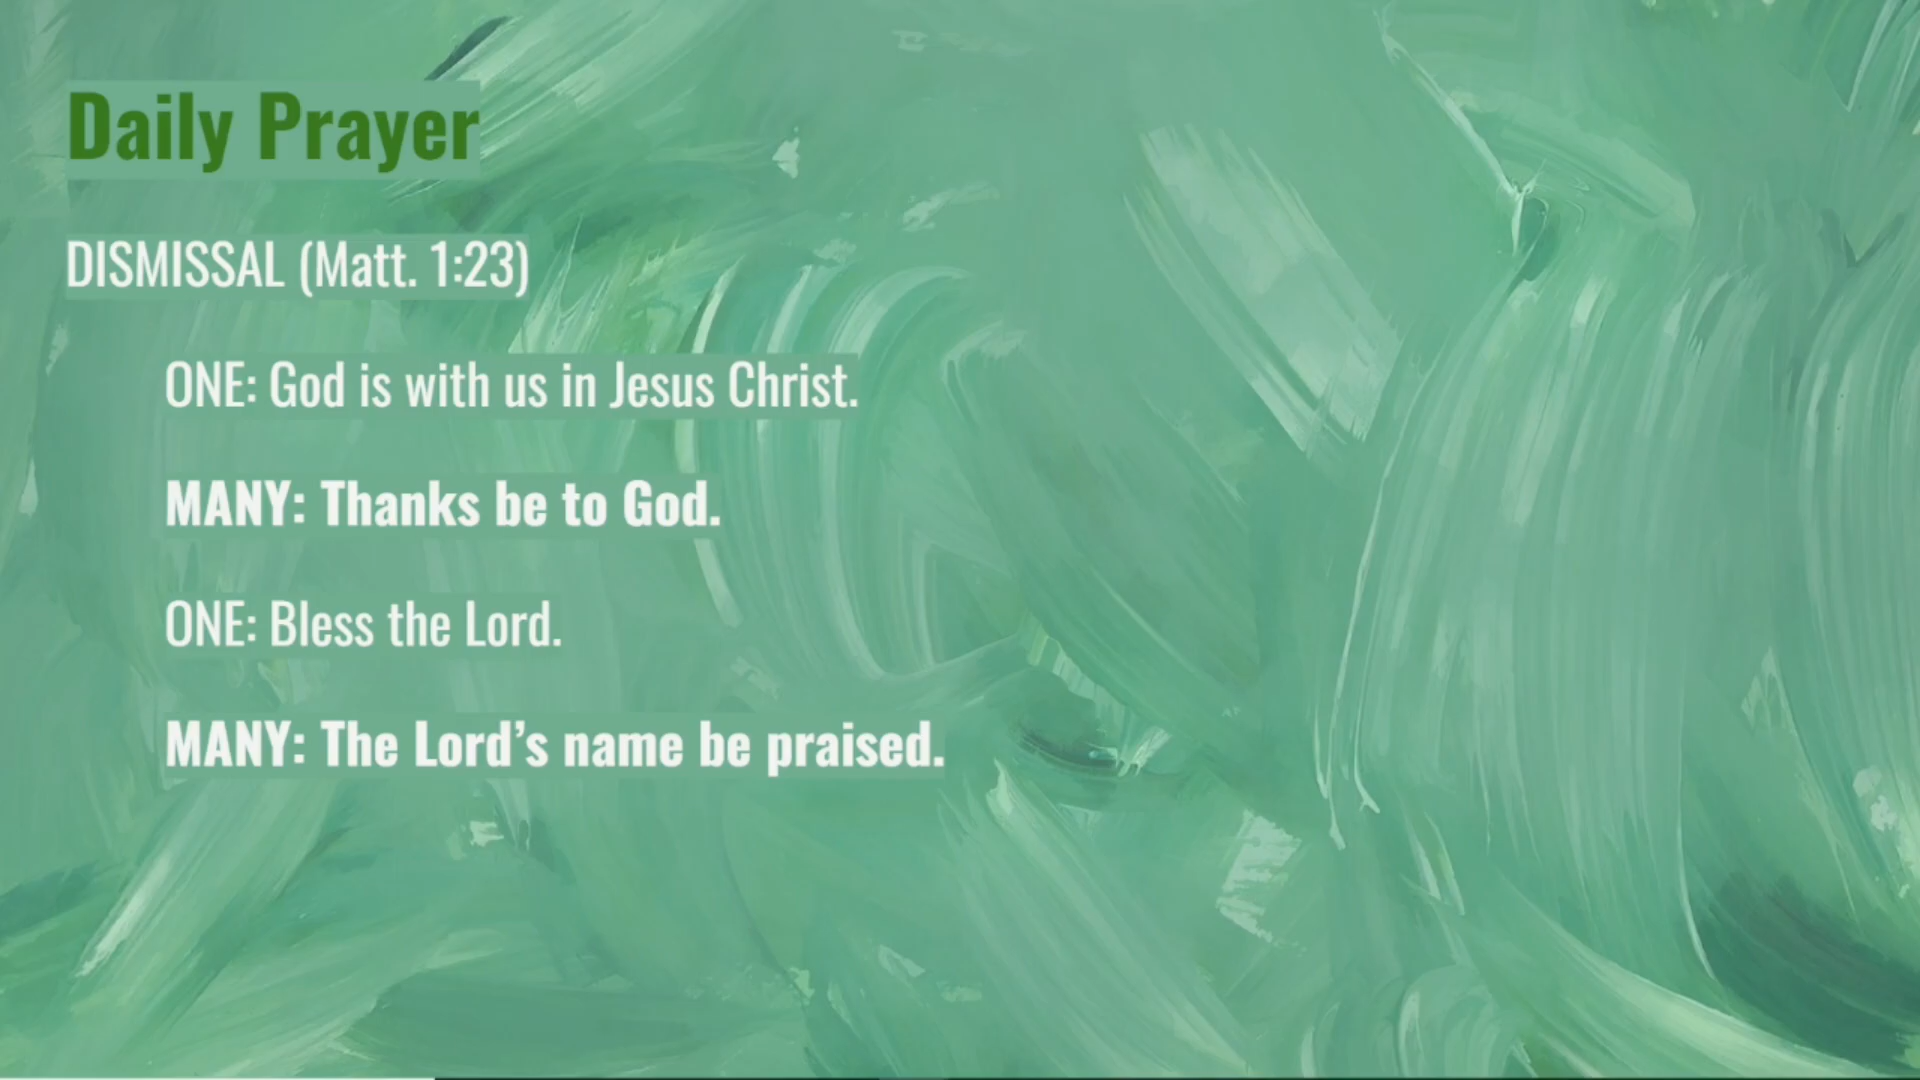 Daily Prayer
DISMISSAL (Matt. 1:23)
ONE: God is with us in Jesus Christ.
MANY: Thanks be to God.
ONE: Bless the Lord.
MANY: The Lord’s name be praised.